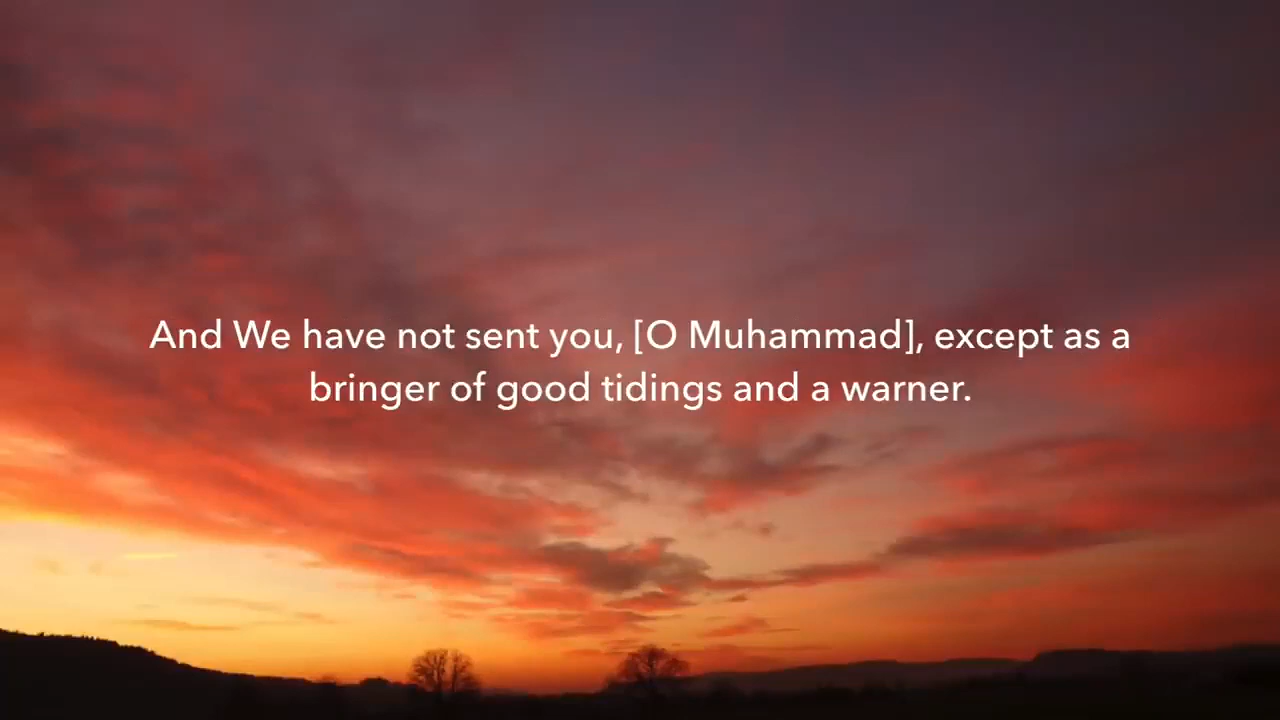 And We have not sent you, [O Muhammad], except as a
bringer of good tidings and a warner.